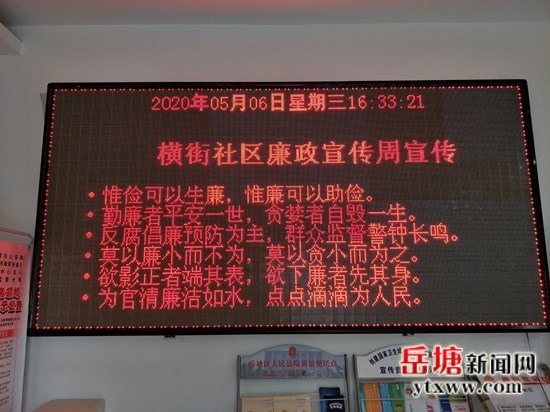 2020年05月06日星期三16:33:21
横街社区廉政宣传周宣传
• 惟俭可以生廉，惟廉可以助俭。
• 勤廉者平安一世，贪婪者自毁一生。
• 反腐倡廉预防为主，群众监督警钟长鸣。
• 莫以廉小而不为，莫以贪小而为之。
• 欲影正者端其表，欲下廉者先其身。
• 为官清廉洁如水，点点滴滴为人民。
岳塘新闻网
www.ytxww.com